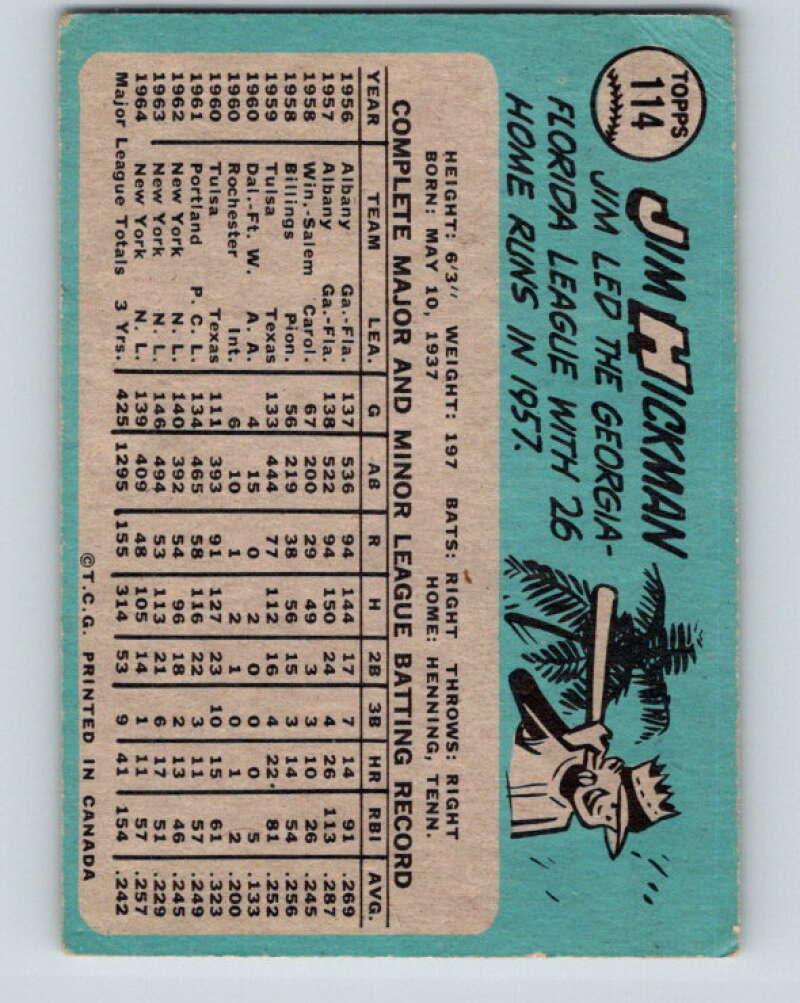 TOPPS
114
JIM HICKMAN
JIM LED THE GEORGIA-
FLORIDA LEAGUE WITH 26
HOME RUNS IN 1957.
HEIGHT: 6'3" WEIGHT: 197 BATS: RIGHT THROWS: RIGHT
BORN: MAY 10, 1937 HOME: HENNING, TENN.
COMPLETE MAJOR AND MINOR LEAGUE BATTING RECORD
YEAR TEAM LEA. G AB R H 2B 3B HR RBI AVG.
1956 Albany Ga.-Fla. 137 536 94 144 17 7 14 91 .269
1957 Albany Ga.-Fla. 138 522 94 150 24 4 26 113 .287
1958 Win.-Salem Carol. 67 200 29 49 3 3 10 26 .245
1958 Billings Pion. 56 219 38 56 15 3 14 54 .256
1959 Tulsa Texas 133 444 77 112 16 4 22 81 .252
1960 Dal.-Ft. W. A. A. 4 15 0 2 0 0 0 5 .133
1960 Rochester Int. 6 10 1 2 1 0 1 2 .200
1960 Tulsa Texas 111 393 91 127 23 10 15 61 .323
1961 Portland P. C. L. 134 465 58 116 22 3 11 57 .249
1962 New York N. L. 140 392 54 96 18 2 13 46 .245
1963 New York N. L. 146 494 53 113 21 6 17 51 .229
1964 New York N. L. 139 409 48 105 14 1 11 57 .257
Major League Totals 3 Yrs. 425 1295 155 314 53 9 41 154 .242
©T.C.G. PRINTED IN CANADA